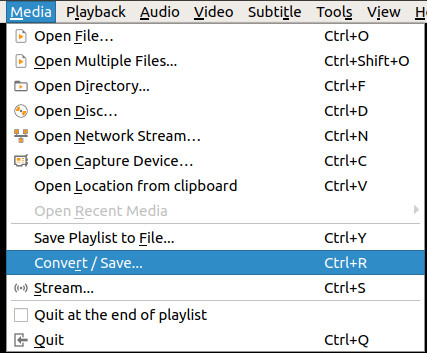 Media Playback Audio Video Subtitle Tools View
Open File... Ctrl+O
Open Multiple Files... Ctrl+Shift+O
Open Directory... Ctrl+F
Open Disc... Ctrl+D
Open Network Stream... Ctrl+N
Open Capture Device... Ctrl+C
Open Location from clipboard Ctrl+V
Open Recent Media
Save Playlist to File... Ctrl+Y
Convert / Save... Ctrl+R
Stream... Ctrl+S
Quit at the end of playlist
Quit Ctrl+Q